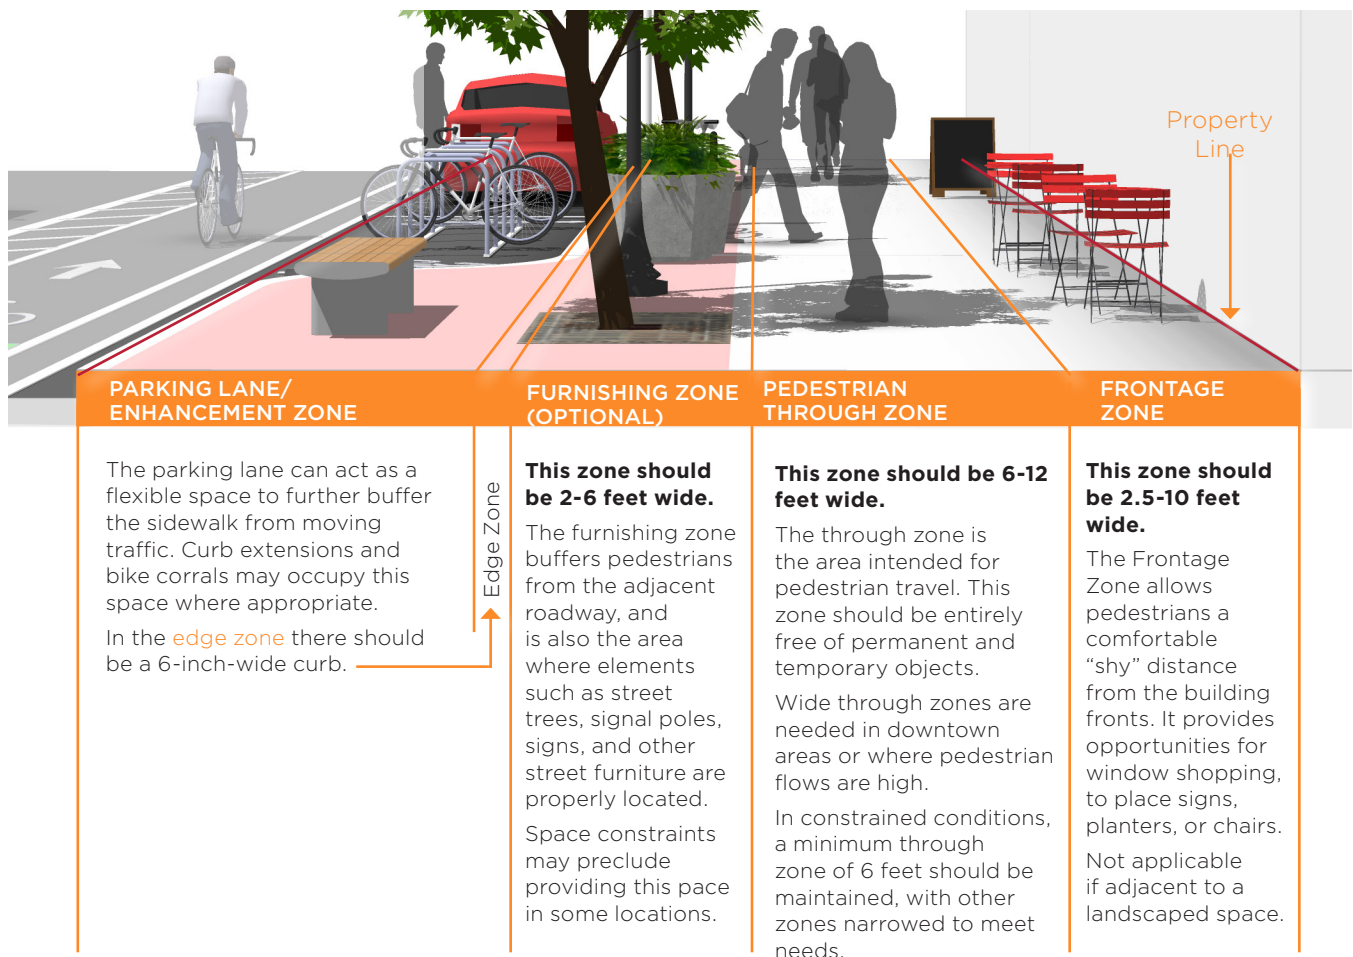 Property
Line
PARKING LANE/
ENHANCEMENT ZONE
The parking lane can act as a
flexible space to further buffer
the sidewalk from moving
traffic. Curb extensions and
bike corrals may occupy this
space where appropriate.
In the edge zone there should
be a 6-inch-wide curb.
Edge Zone
FURNISHING ZONE
(OPTIONAL)
This zone should
be 2-6 feet wide.
The furnishing zone
buffers pedestrians
from the adjacent
roadway, and
is also the area
where elements
such as street
trees, signal poles,
signs, and other
street furniture are
properly located.
Space constraints
may preclude
providing this pace
in some locations.
PEDESTRIAN
THROUGH ZONE
This zone should be 6-12
feet wide.
The through zone is
the area intended for
pedestrian travel. This
zone should be entirely
free of permanent and
temporary objects.
Wide through zones are
needed in downtown
areas or where pedestrian
flows are high.
In constrained conditions,
a minimum through
zone of 6 feet should be
maintained, with other
zones narrowed to meet
needs.
FRONTAGE
ZONE
This zone should
be 2.5-10 feet
wide.
The Frontage
Zone allows
pedestrians a
comfortable
“shy” distance
from the building
fronts. It provides
opportunities for
window shopping,
to place signs,
planters, or chairs.
Not applicable
if adjacent to a
landscaped space.